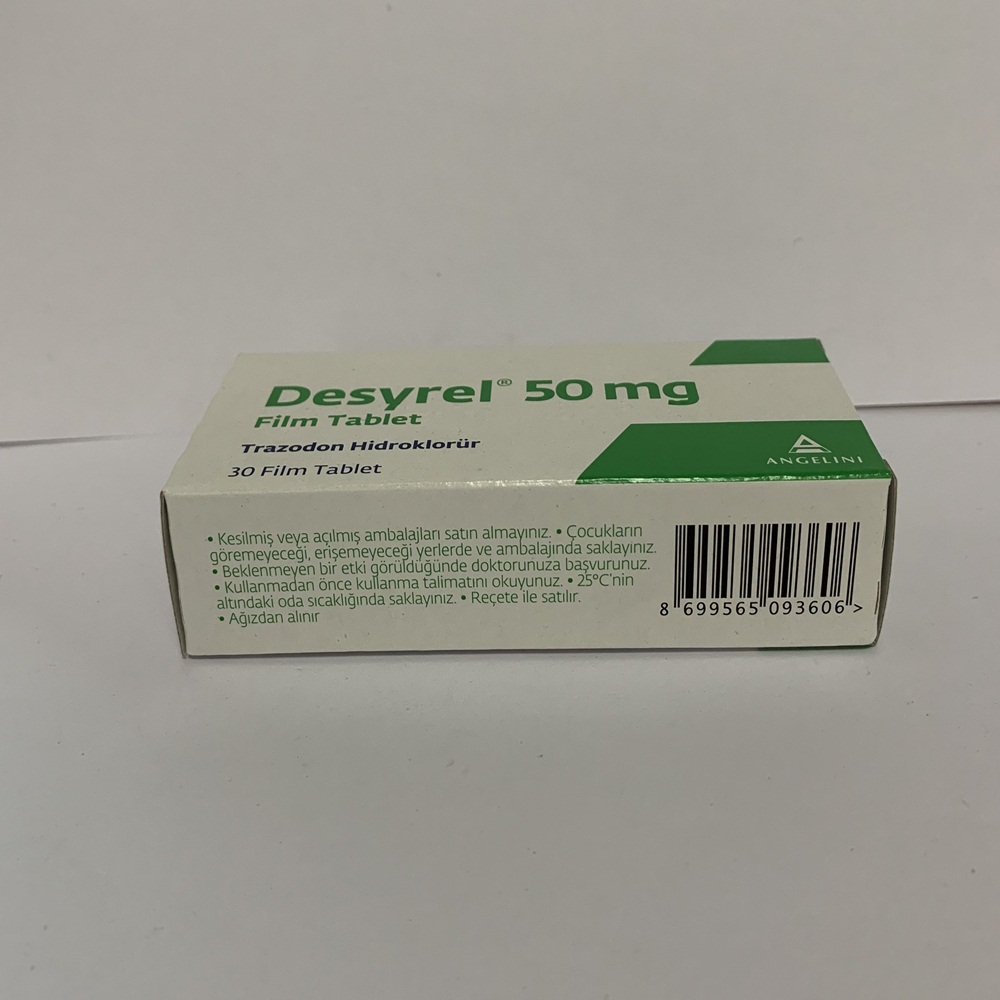 Desyrel® 50 mg
Film Tablet
Trazodon Hidroklorür
30 Film Tablet
ANGELINI
• Kesilmiş veya açılmış ambalajları satın almayınız. • Çocukların
göremeyeceği, erişemeyeceği yerlerde ve ambalajında saklayınız.
• Beklenmeyen bir etki görüldüğünde doktorunuza başvurunuz.
• Kullanmadan önce kullanma talimatını okuyunuz. • 25°C'nin
altındaki oda sıcaklığında saklayınız. • Reçete ile satılır.
• Ağızdan alınır
8 699565 093606 >